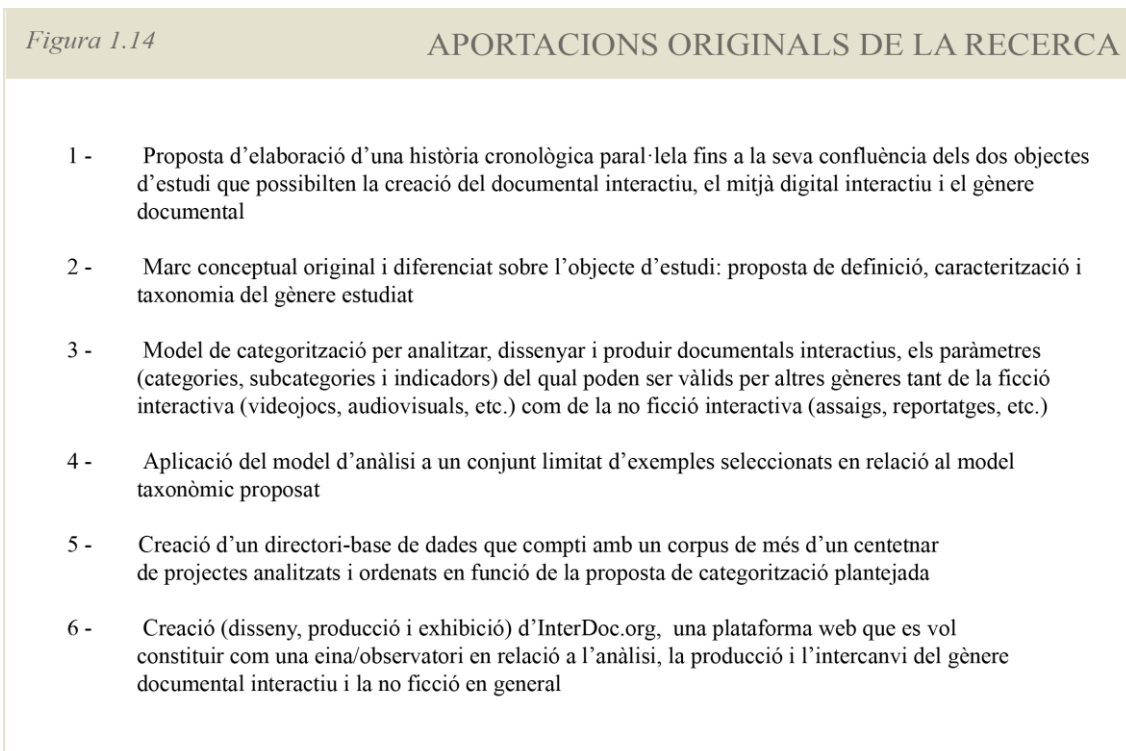 Figura 1.14
APORTACIONS ORIGINALS DE LA RECERCA
1 - Proposta d’elaboració d’una història cronològica paral·lela fins a la seva confluència dels dos objectes
d’estudi que possibilten la creació del documental interactiu, el mitjà digital interactiu i el gènere
documental
2 - Marc conceptual original i diferenciat sobre l’objecte d’estudi: proposta de definició, caracterització i
taxonomia del gènere estudiat
3 - Model de categorització per analitzar, dissenyar i produir documentals interactius, els paràmetres
(categories, subcategories i indicadors) del qual poden ser vàlids per altres gèneres tant de la ficció
interactiva (videojocs, audiovisuals, etc.) com de la no ficció interactiva (assaigs, reportatges, etc.)
4 - Aplicació del model d’anàlisi a un conjunt limitat d’exemples seleccionats en relació al model
taxonòmic proposat
5 - Creació d’un directori-base de dades que compti amb un corpus de més d’un centetnar
de projectes analitzats i ordenats en funció de la proposta de categorització plantejada
6 - Creació (disseny, producció i exhibició) d’InterDoc.org, una plataforma web que es vol
constituir com una eina/observatori en relació a l’anàlisi, la producció i l’intercanvi del gènere
documental interactiu i la no ficció en general